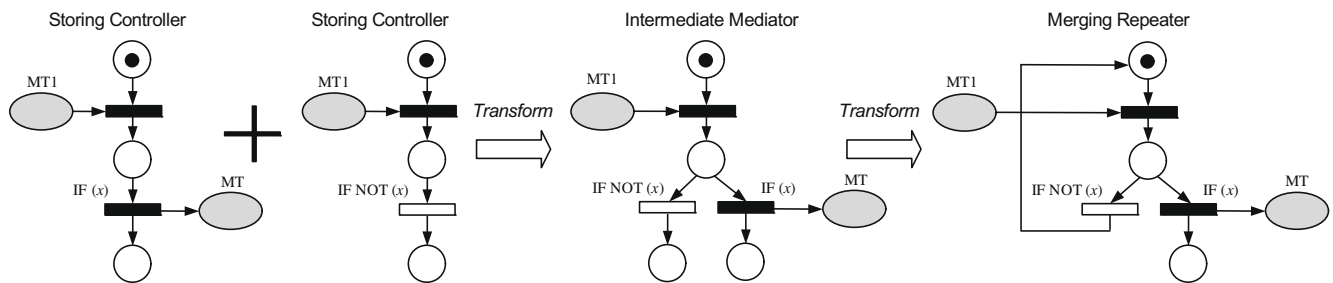 Storing Controller
Storing Controller
Intermediate Mediator
Merging Repeater
MT1
MT1
Transform
MT1
Transform
MT1
IF (x)
MT
IF NOT (x)
IF NOT (x)
IF (x)
MT
IF NOT (x)
IF (x)
MT